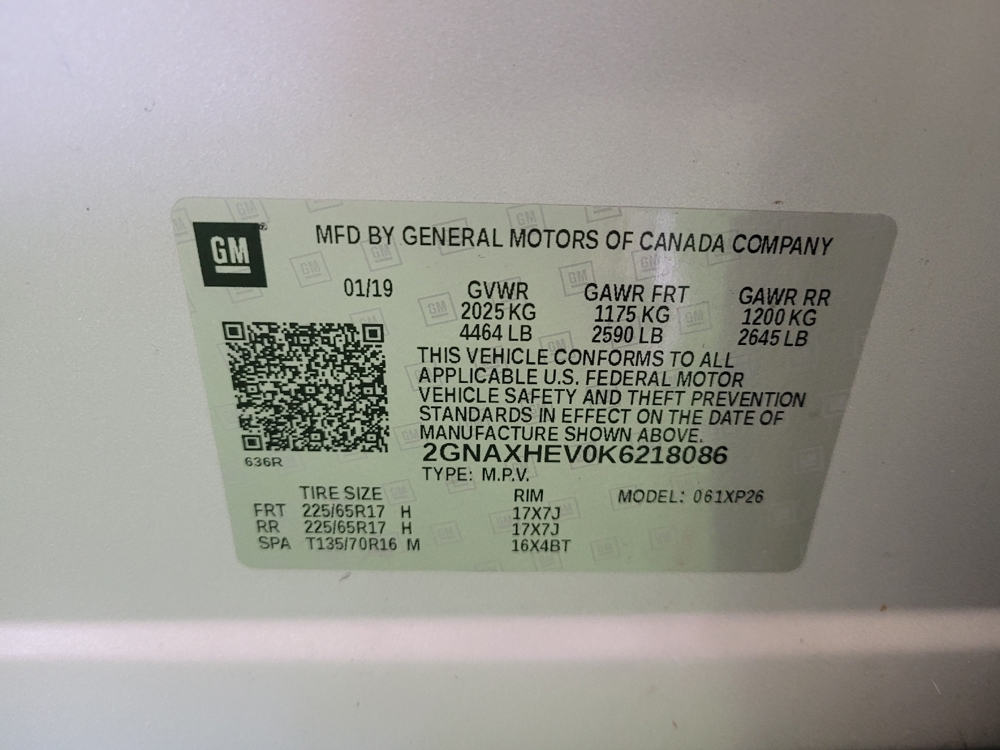 GM
MFD BY GENERAL MOTORS OF CANADA COMPANY
01/19 GVWR GAWR FRT GAWR RR
2025 KG 1175 KG 1200 KG
4464 LB 2590 LB 2645 LB
THIS VEHICLE CONFORMS TO ALL
APPLICABLE U.S. FEDERAL MOTOR
VEHICLE SAFETY AND THEFT PREVENTION
STANDARDS IN EFFECT ON THE DATE OF
MANUFACTURE SHOWN ABOVE.
2GNAXHEV0K6218086
636R
TYPE: M.P.V.
TIRE SIZE RIM MODEL: 061XP26
FRT 225/65R17 H 17X7J
RR 225/65R17 H 17X7J
SPA T135/70R16 M 16X4BT